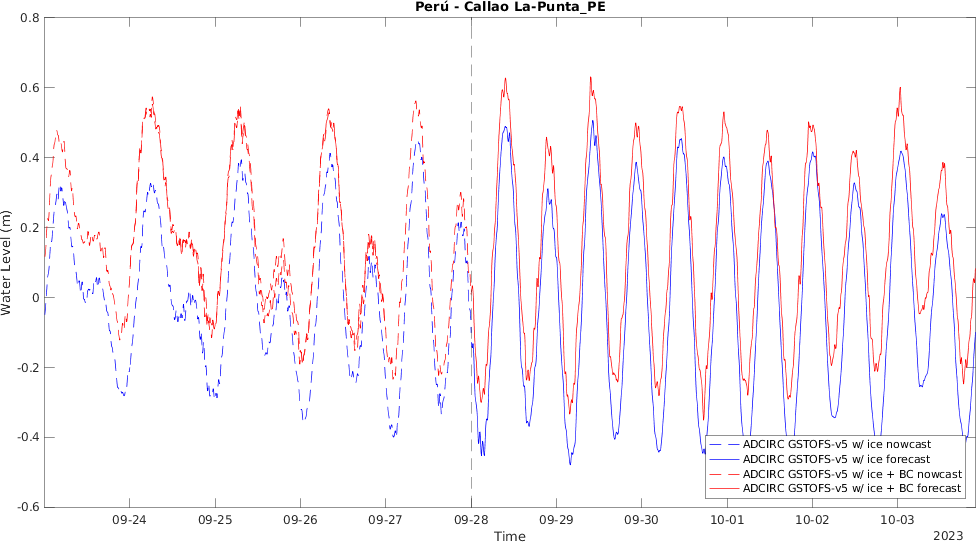 Perú - Callao La-Punta_PE
0.8
0.6
0.4
0.2
0
-0.2
-0.4
-0.6
Water Level (m)
ADCIRC GSTOFS-v5 w/ ice nowcast
ADCIRC GSTOFS-v5 w/ ice forecast
ADCIRC GSTOFS-v5 w/ ice + BC nowcast
ADCIRC GSTOFS-v5 w/ ice + BC forecast
09-24 09-25 09-26 09-27 09-28 09-29 09-30 10-01 10-02 10-03
Time
2023